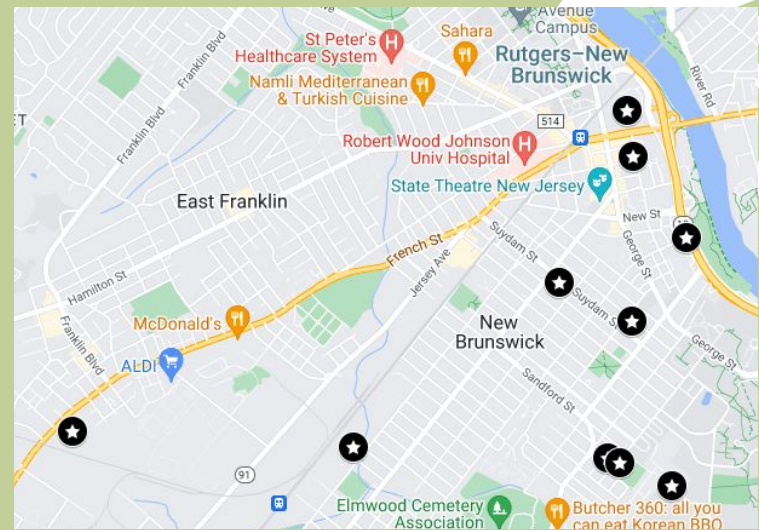 Avenue
Campus
Sahara
St Peter's
Healthcare System
Rutgers–New
Brunswick
Namli Mediterranean
& Turkish Cuisine
Franklin Blvd
Franklin Blvd
River Rd
ET
514
Robert Wood Johnson
Univ Hospital
State Theatre New Jersey
East Franklin
New St
Suydam St
George St
French St
Jersey Ave
Hamilton St
Suydam St
McDonald's
New
Brunswick
Franklin Blvd
George St
ALDI
Sandford St
91
Elmwood Cemetery
Association
Butcher 360: all you
can eat Korean BBQ